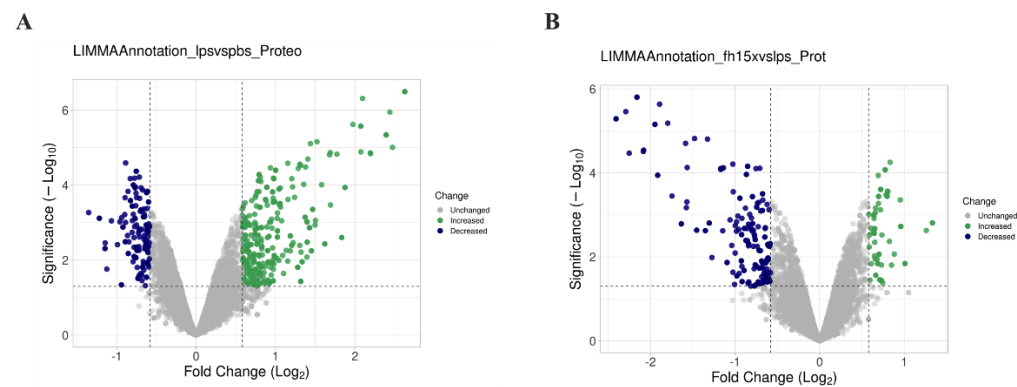 A
LIMMAAnnotation_lpsvspbs_Proteo
Significance (−Log10)
6
4
2
0
-1
0
1
2
Fold Change (Log2)
Change
Unchanged
Increased
Decreased
B
LIMMAAnnotation_fh15xvslps_Prot
Significance (−Log10)
6
4
2
0
-2
-1
0
1
Fold Change (Log2)
Change
Unchanged
Increased
Decreased